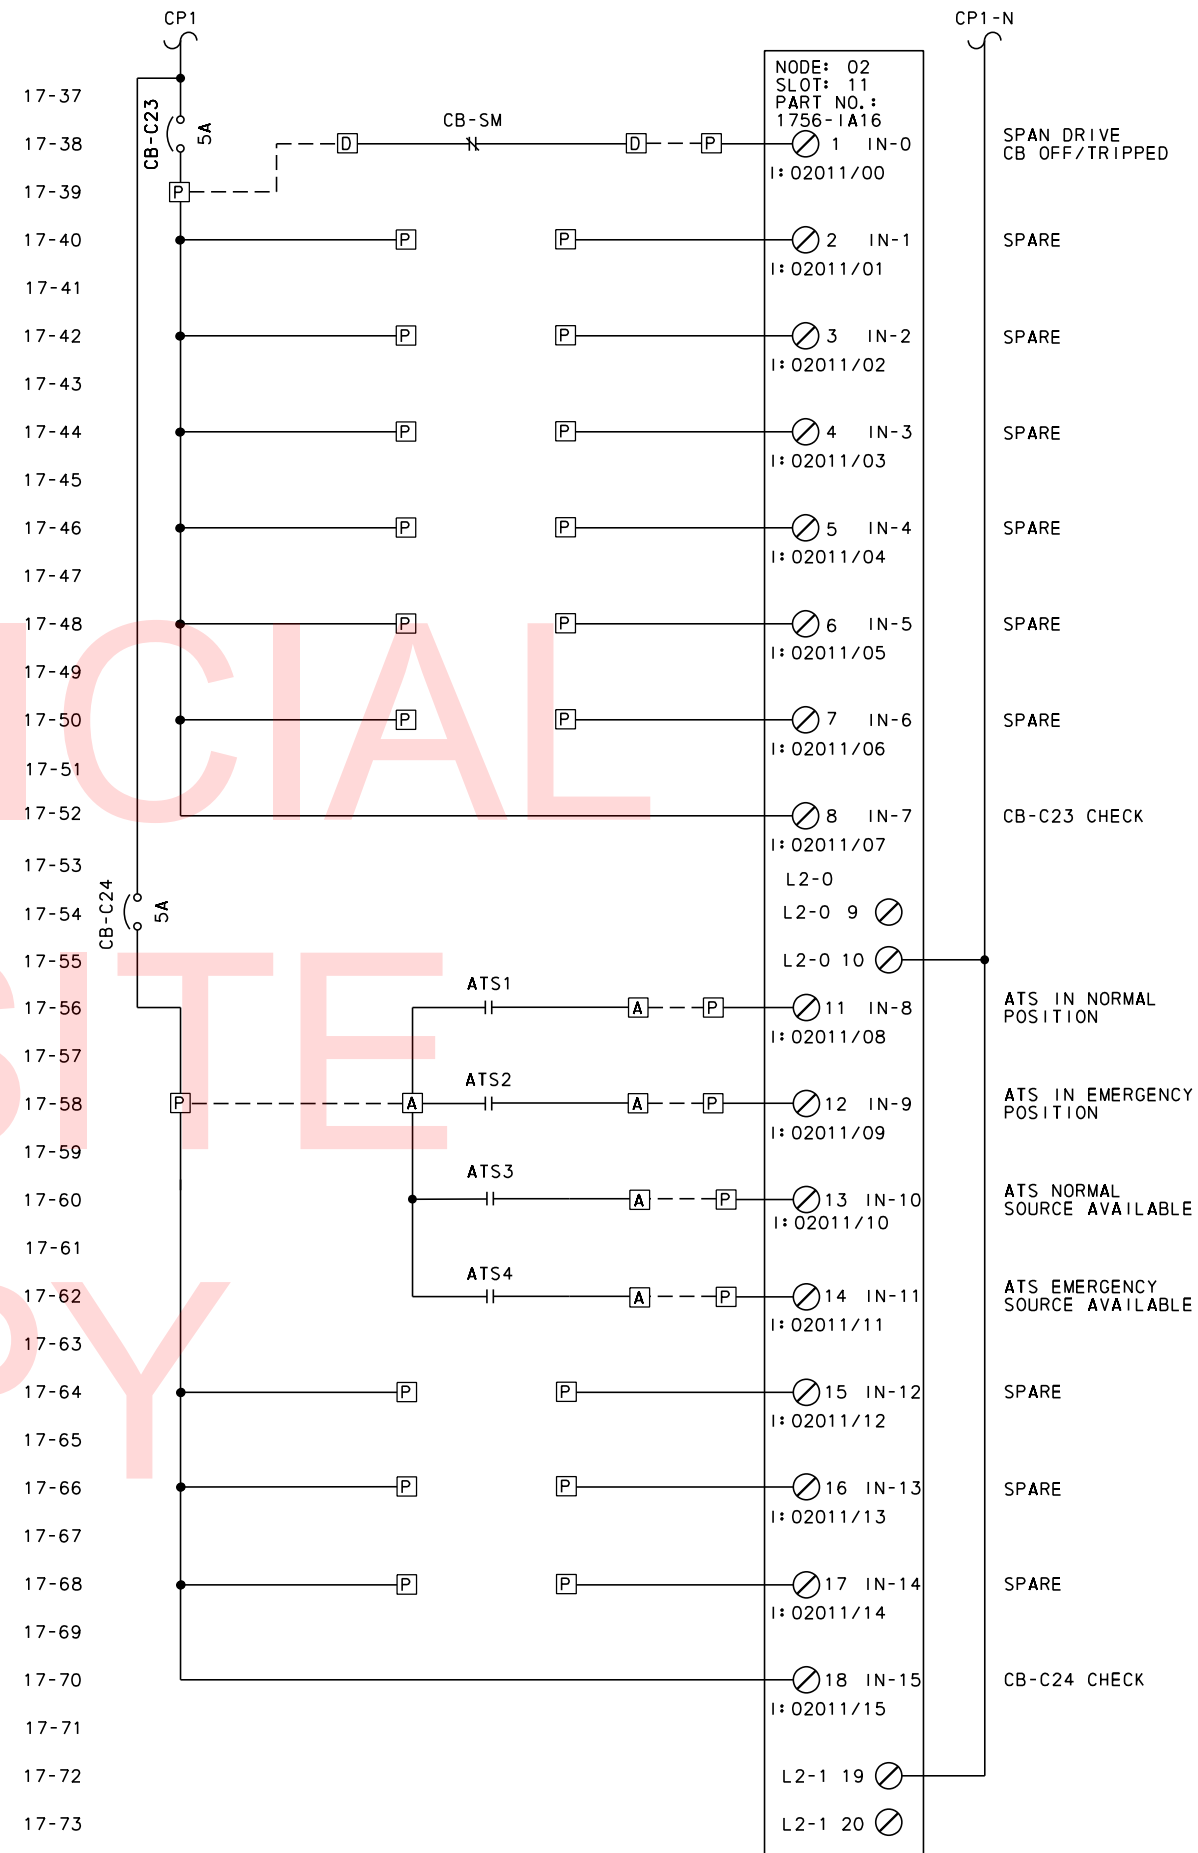 CP1
CP1-N
NODE: 02
SLOT: 11
PART NO.:
1756-IA16
17-37
CB-C23
5A
17-38
D
CB-SM
D
P
1 IN-0
I:02011/00
SPAN DRIVE
CB OFF/TRIPPED
17-39
P
17-40
P
P
2 IN-1
I:02011/01
SPARE
17-41
17-42
P
P
3 IN-2
I:02011/02
SPARE
17-43
17-44
P
P
4 IN-3
I:02011/03
SPARE
17-45
17-46
P
P
5 IN-4
I:02011/04
SPARE
17-47
17-48
P
P
6 IN-5
I:02011/05
SPARE
17-49
17-50
P
P
7 IN-6
I:02011/06
SPARE
ICIAL
17-51
17-52
8 IN-7
I:02011/07
CB-C23 CHECK
17-53
L2-0
CB-C24
5A
17-54
L2-0 9
17-55
L2-0 10
17-56
ATS1
A
P
11 IN-8
I:02011/08
ATS IN NORMAL
POSITION
SITE
17-57
17-58
P
A
ATS2
A
P
12 IN-9
I:02011/09
ATS IN EMERGENCY
POSITION
17-59
17-60
ATS3
A
P
13 IN-10
I:02011/10
ATS NORMAL
SOURCE AVAILABLE
17-61
17-62
ATS4
A
P
14 IN-11
I:02011/11
ATS EMERGENCY
SOURCE AVAILABLE
17-63
PY
17-64
P
P
15 IN-12
I:02011/12
SPARE
17-65
17-66
P
P
16 IN-13
I:02011/13
SPARE
17-67
17-68
P
P
17 IN-14
I:02011/14
SPARE
17-69
17-70
18 IN-15
I:02011/15
CB-C24 CHECK
17-71
17-72
L2-1 19
17-73
L2-1 20